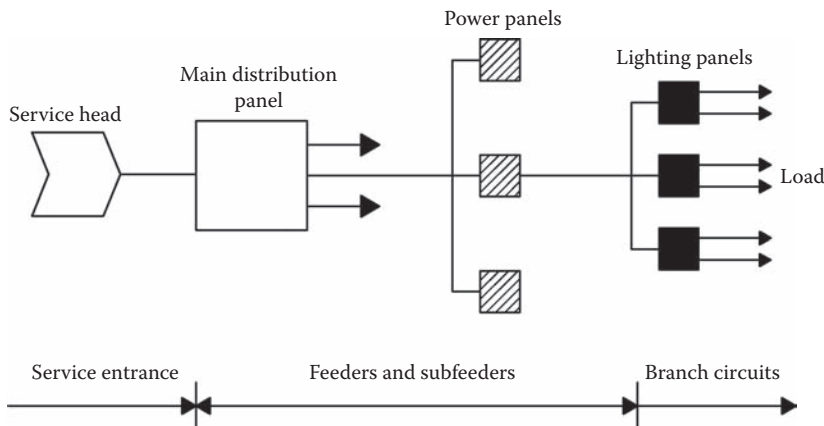 Power panels
Lighting panels
Main distribution
panel
Service head
Load
Service entrance
Feeders and subfeeders
Branch circuits